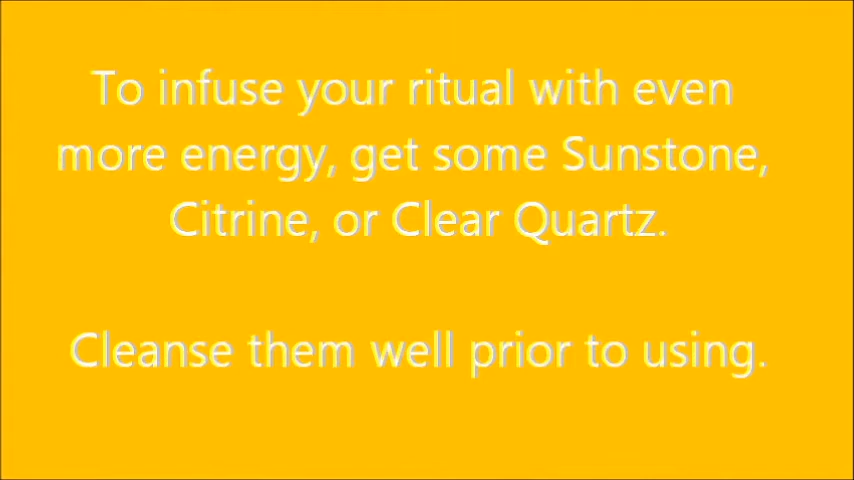 To infuse your ritual with even
more energy, get some Sunstone,
Citrine, or Clear Quartz.
Cleanse them well prior to using.